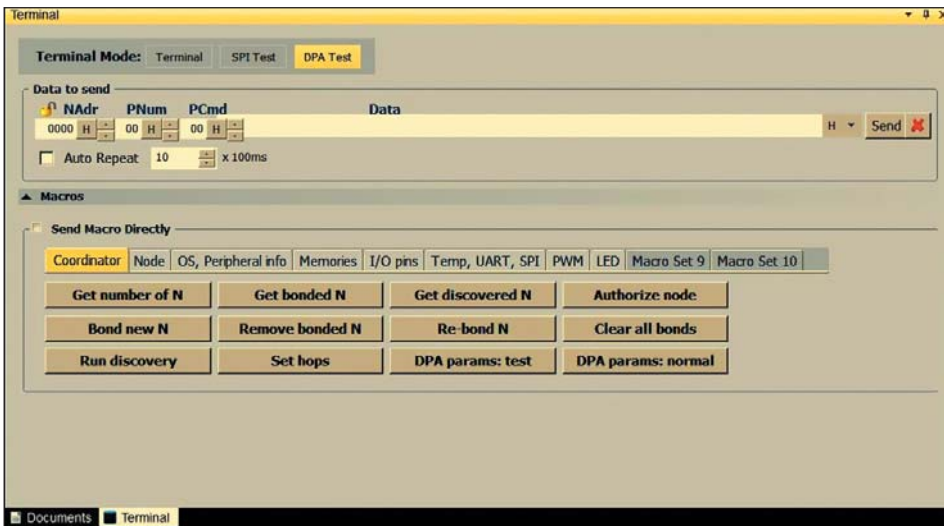 Terminal
Terminal Mode: Terminal SPI Test DPA Test
Data to send
NAdr PNum PCmd Data
0000 H 00 H 00 H H Send
Auto Repeat 10 x 100ms
Macros
Send Macro Directly
Coordinator Node OS, Peripheral info Memories I/O pins Temp, UART, SPI PWM LED Macro Set 9 Macro Set 10
Get number of N Get bonded N Get discovered N Authorize node
Bond new N Remove bonded N Re-bond N Clear all bonds
Run discovery Set hops DPA params: test DPA params: normal
Documents Terminal